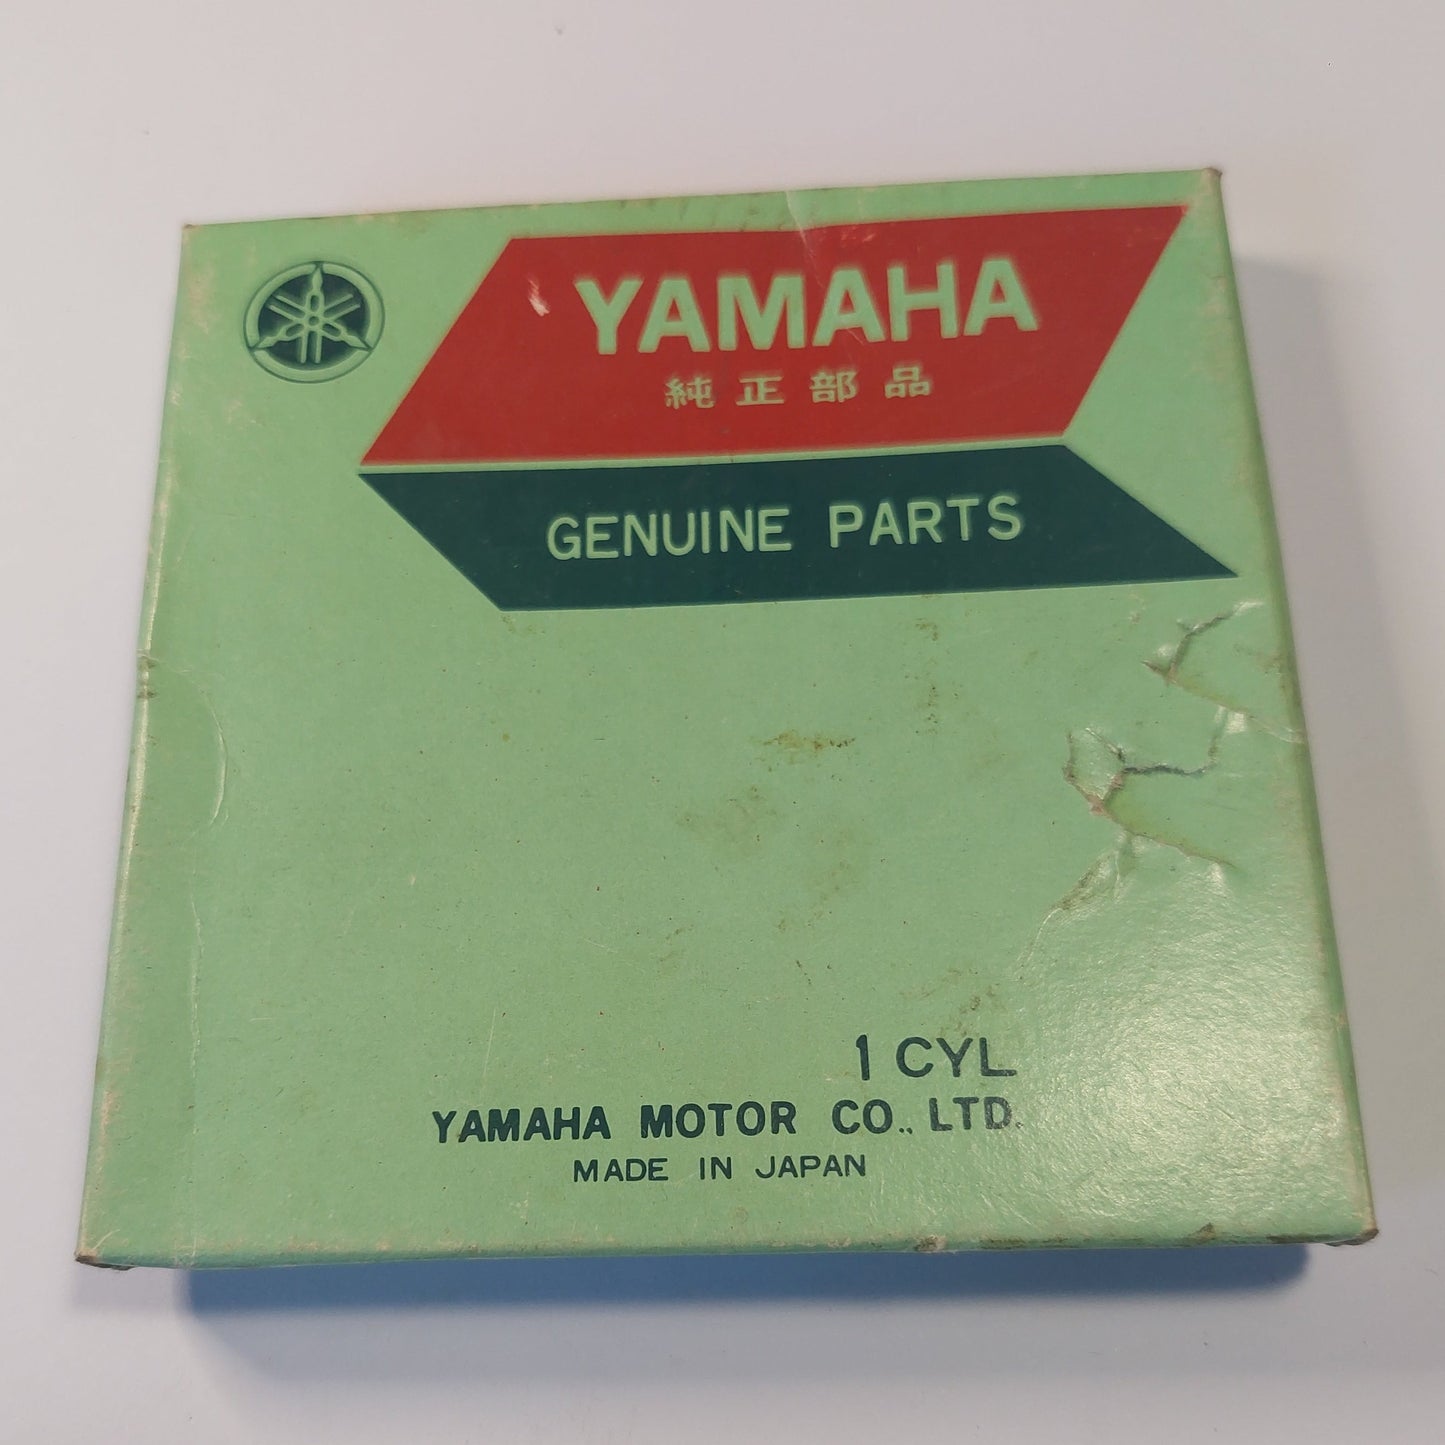 YAMAHA
純正部品
GENUINE PARTS
1 CYL
YAMAHA MOTOR CO., LTD.
MADE IN JAPAN